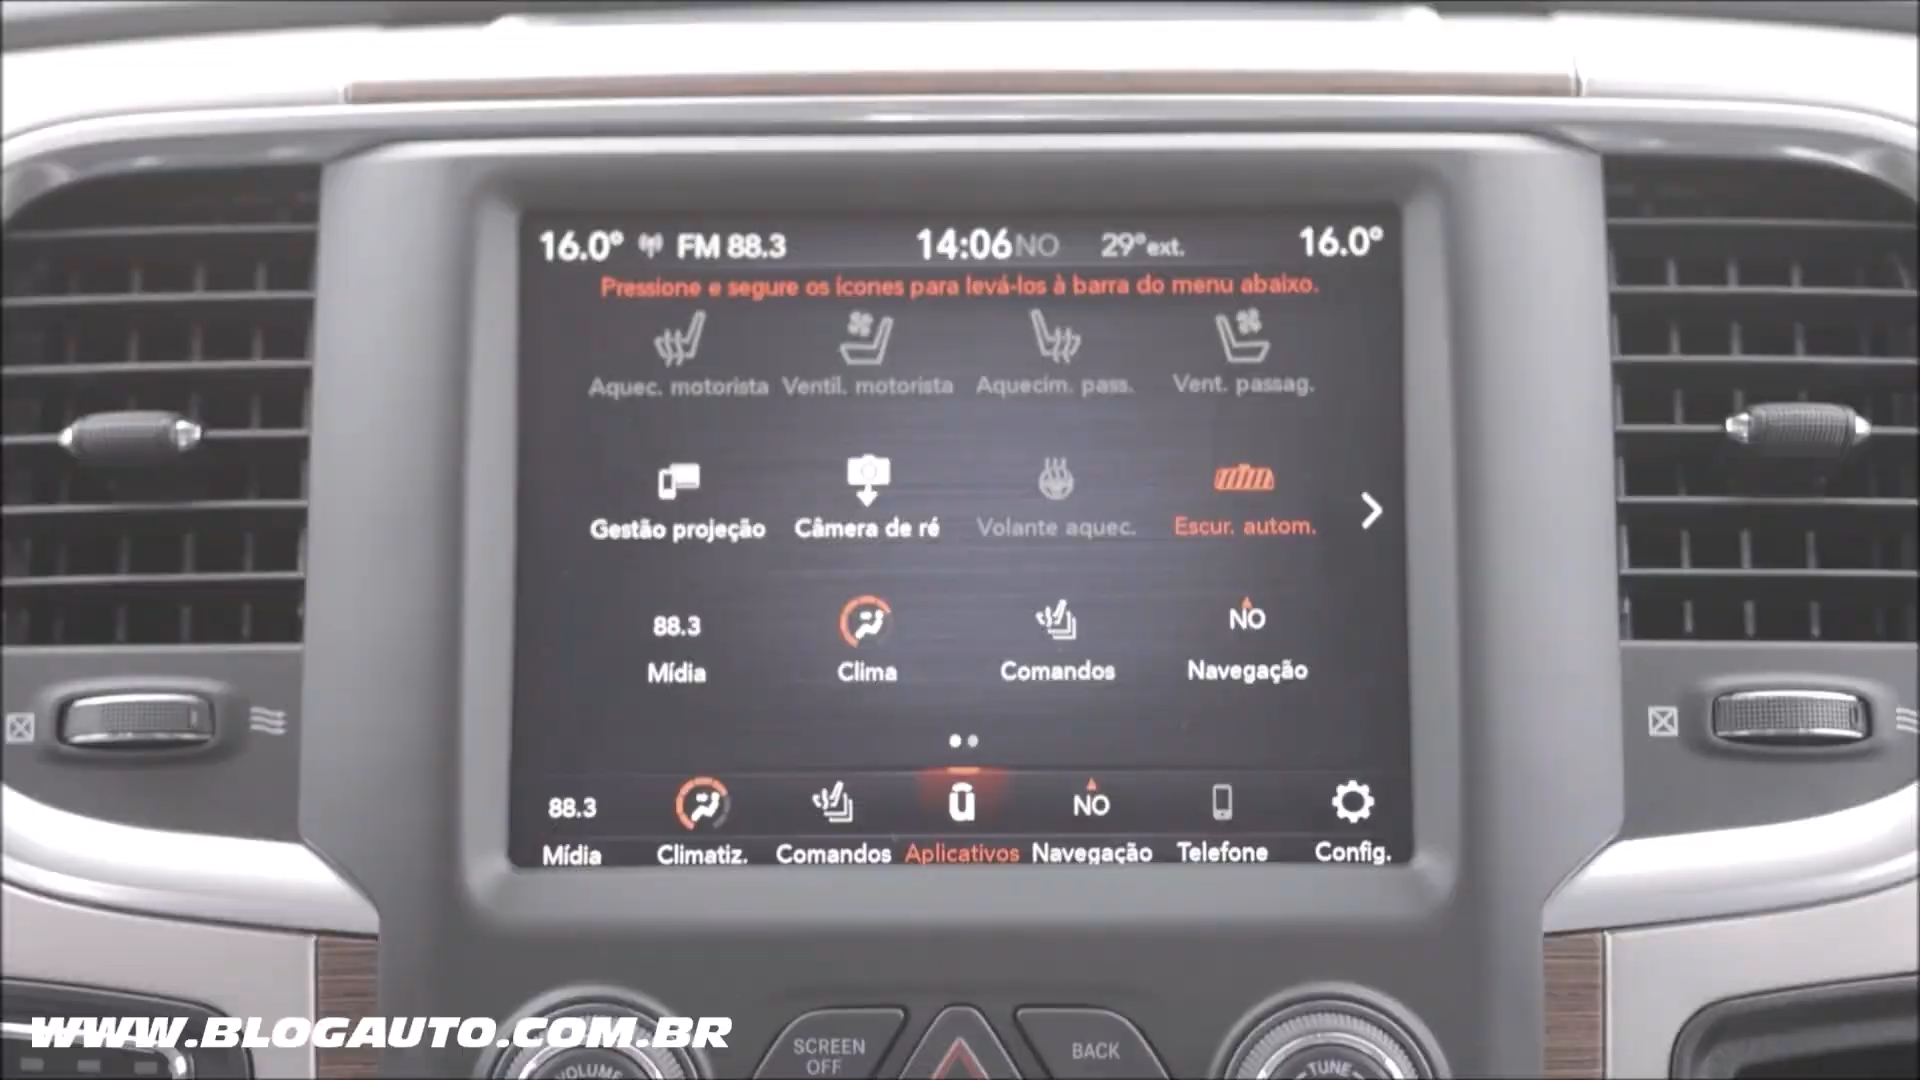 16.0° FM 88.3 14:06 NO 29° ext. 16.0°
Pressione e segure os ícones para levá-los à barra do menu abaixo.
Aquec. motorista Ventil. motorista Aquecim. pass. Vent. passag.
Gestão projeção Câmera de ré Volante aquec. Escur. autom.
88.3 NO
Mídia Clima Comandos Navegação
88.3 NO
Mídia Climatiz. Comandos Aplicativos Navegação Telefone Config.
WWW.BLOGAUTO.COM.BR
SCREEN
OFF
BACK
VOLUME
TUNE